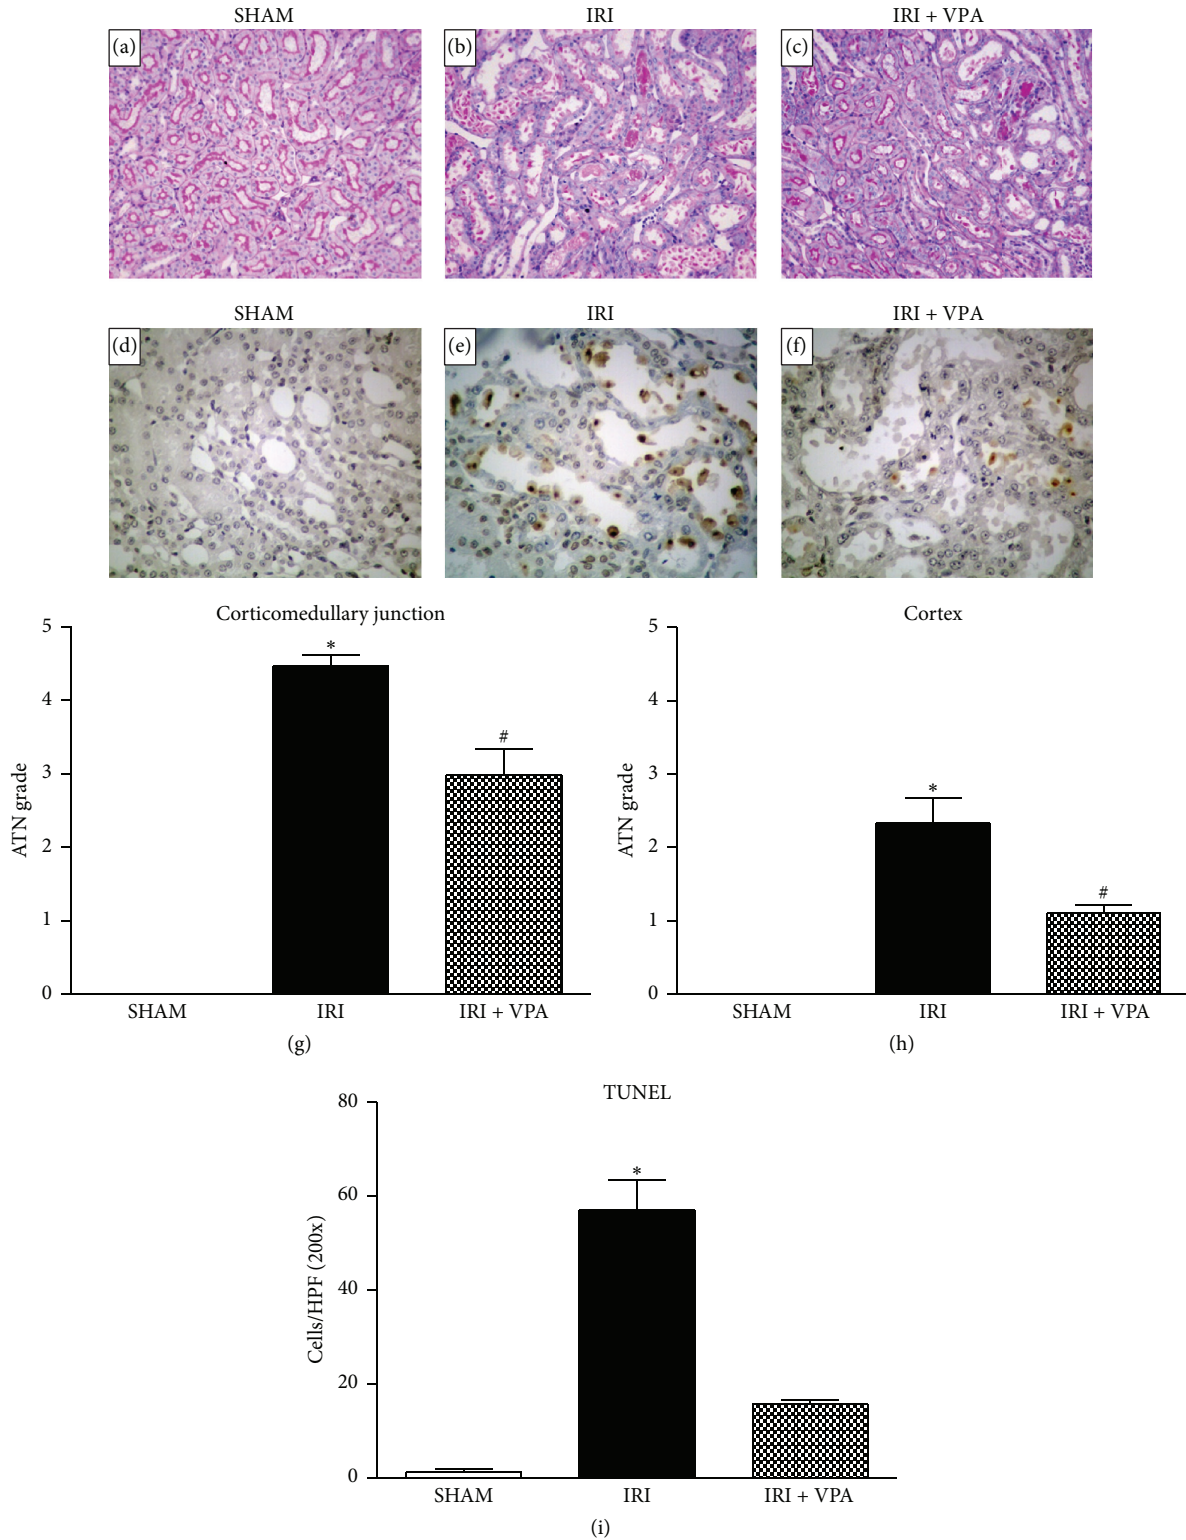 SHAM IRI IRI + VPA
(a) (b) (c)
SHAM IRI IRI + VPA
(d) (e) (f)
Corticomedullary junction
5
4
3
2
1
0
ATN grade
*
#
SHAM IRI IRI + VPA
(g)
Cortex
5
4
3
2
1
0
ATN grade
*
#
SHAM IRI IRI + VPA
(h)
TUNEL
80
60
40
20
0
Cells/HPF (200x)
*
SHAM IRI IRI + VPA
(i)